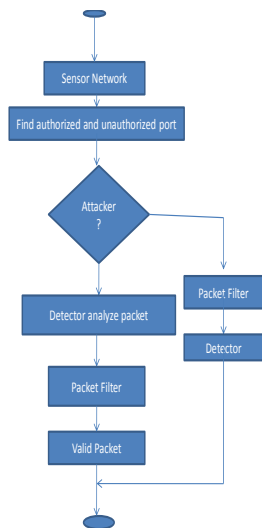 Sensor Network
Find authorized and unauthorized port
Attacker
?
Detector analyze packet
Packet Filter
Valid Packet
Packet Filter
Detector